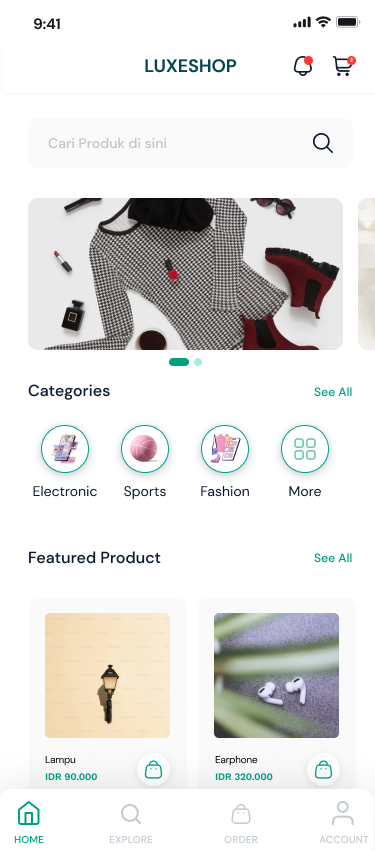 9:41
LUXESHOP
Cari Produk di sini
Categories
See All
Electronic
Sports
Fashion
More
Featured Product
See All
Lampu
IDR 90.000
Earphone
IDR 320.000
HOME
EXPLORE
ORDER
ACCOUNT